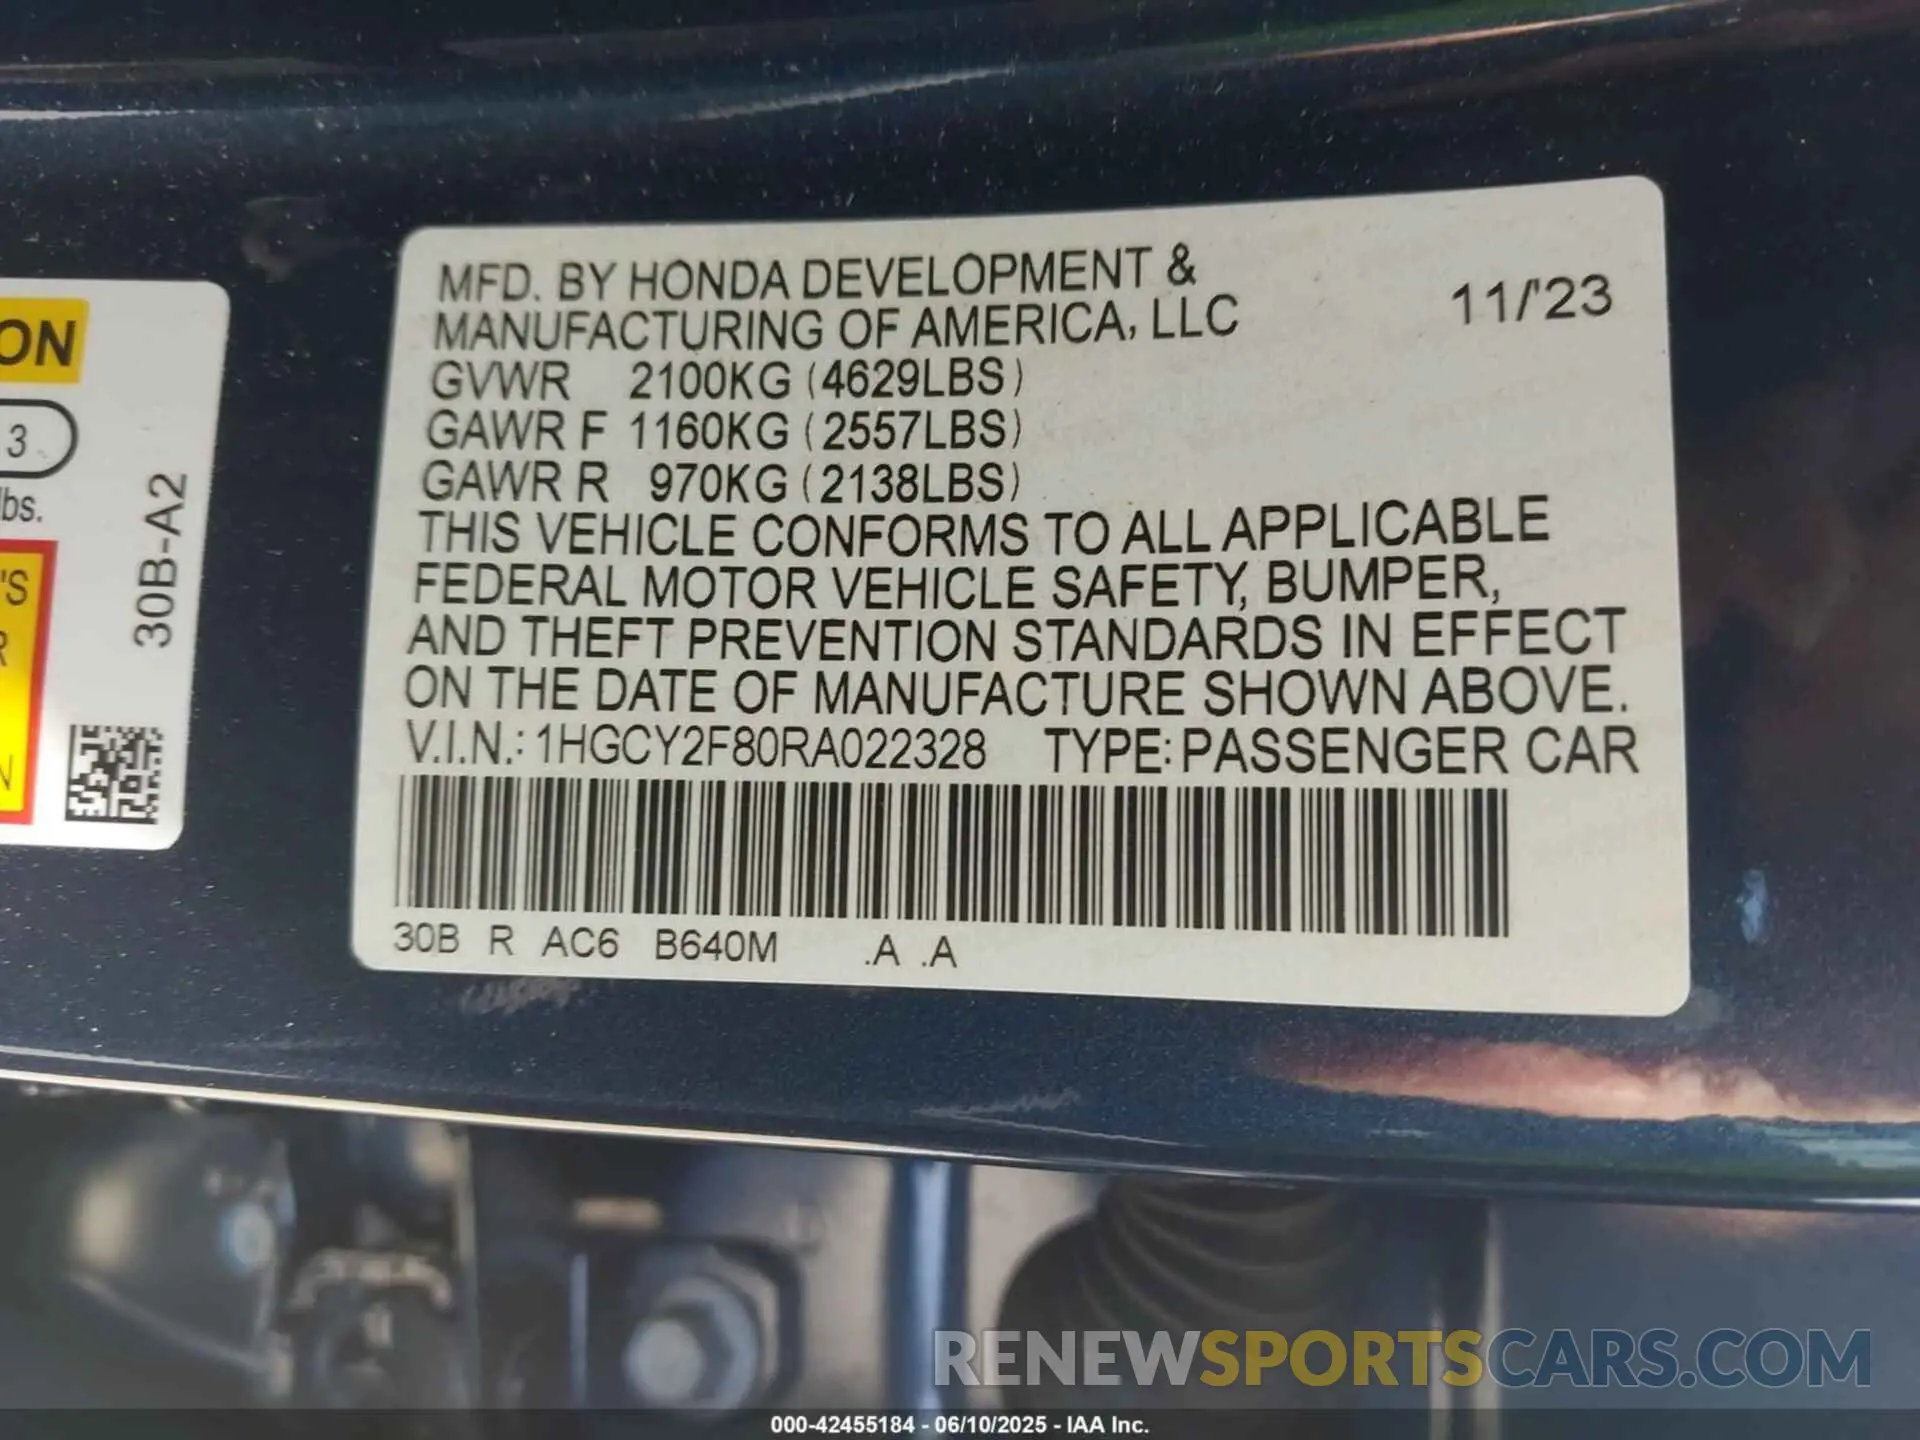 ON
3
lbs.
'S
R
N
30B-A2
MFD. BY HONDA DEVELOPMENT &
MANUFACTURING OF AMERICA, LLC
11/'23
GVWR 2100KG (4629LBS)
GAWR F 1160KG (2557LBS)
GAWR R 970KG (2138LBS)
THIS VEHICLE CONFORMS TO ALL APPLICABLE
FEDERAL MOTOR VEHICLE SAFETY, BUMPER,
AND THEFT PREVENTION STANDARDS IN EFFECT
ON THE DATE OF MANUFACTURE SHOWN ABOVE.
V.I.N.: 1HGCY2F80RA022328 TYPE: PASSENGER CAR
30B R AC6 B640M .A .A
RENEWSPORTSCARS.COM
000-42455184 - 06/10/2025 - IAA Inc.